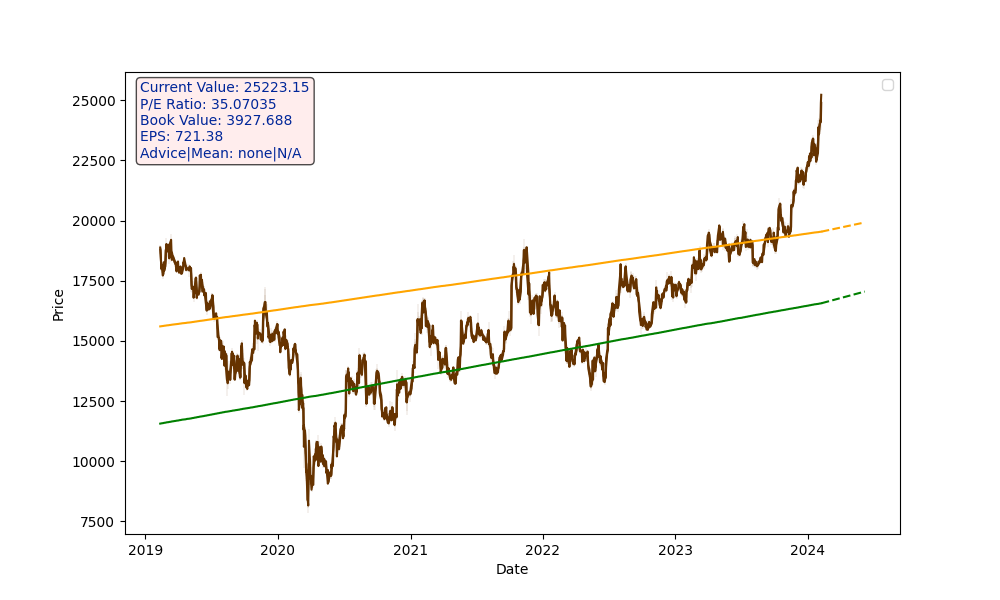 Current Value: 25223.15
P/E Ratio: 35.07035
Book Value: 3927.688
EPS: 721.38
Advice|Mean: none|N/A
25000
22500
20000
17500
15000
12500
10000
7500
Price
2019
2020
2021
2022
2023
2024
Date